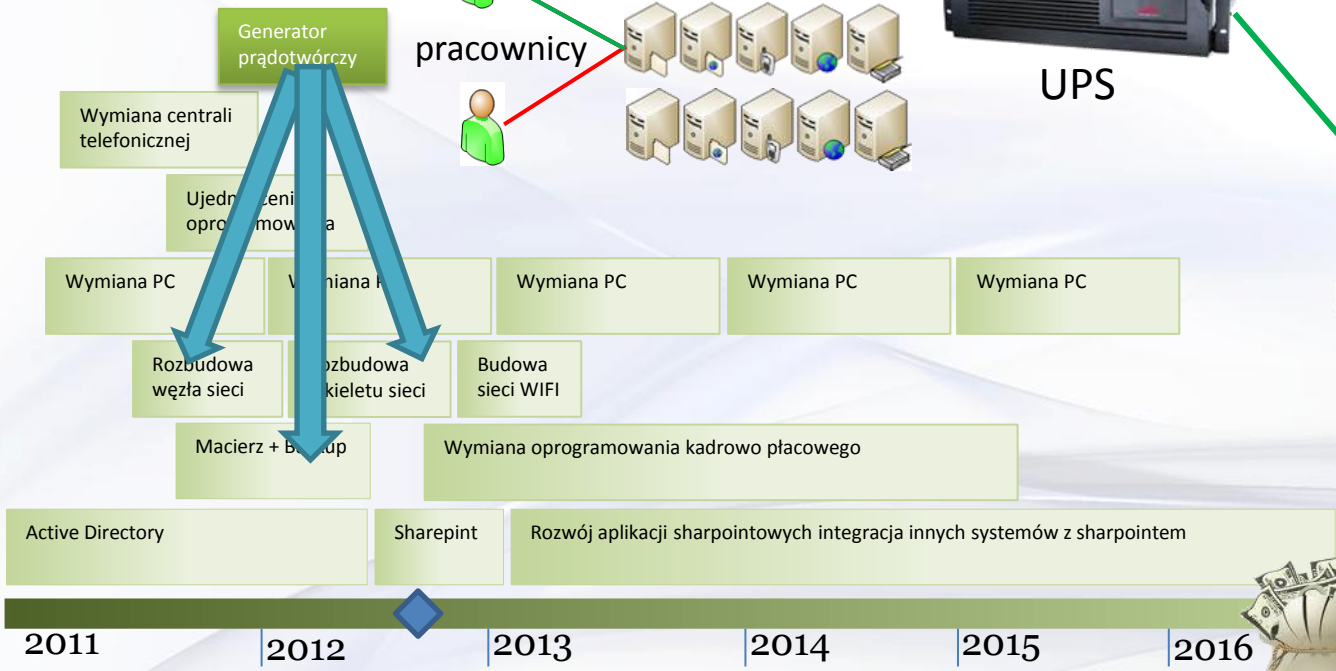 Generator
prądotwórczy
pracownicy
UPS
Wymiana centrali
telefonicznej
Wymiana PC
Wymiana PC
Wymiana PC
Wymiana PC
Rozbudowa
węzła sieci
sieci
Budowa
sieci WIFI
Macierz +
Wymiana oprogramowania kadrowo płacowego
Active Directory
Sharepint
Rozwój aplikacji sharpointowych integracja innych systemów z sharpointem
2011
2012
2013
2014
2015
2016